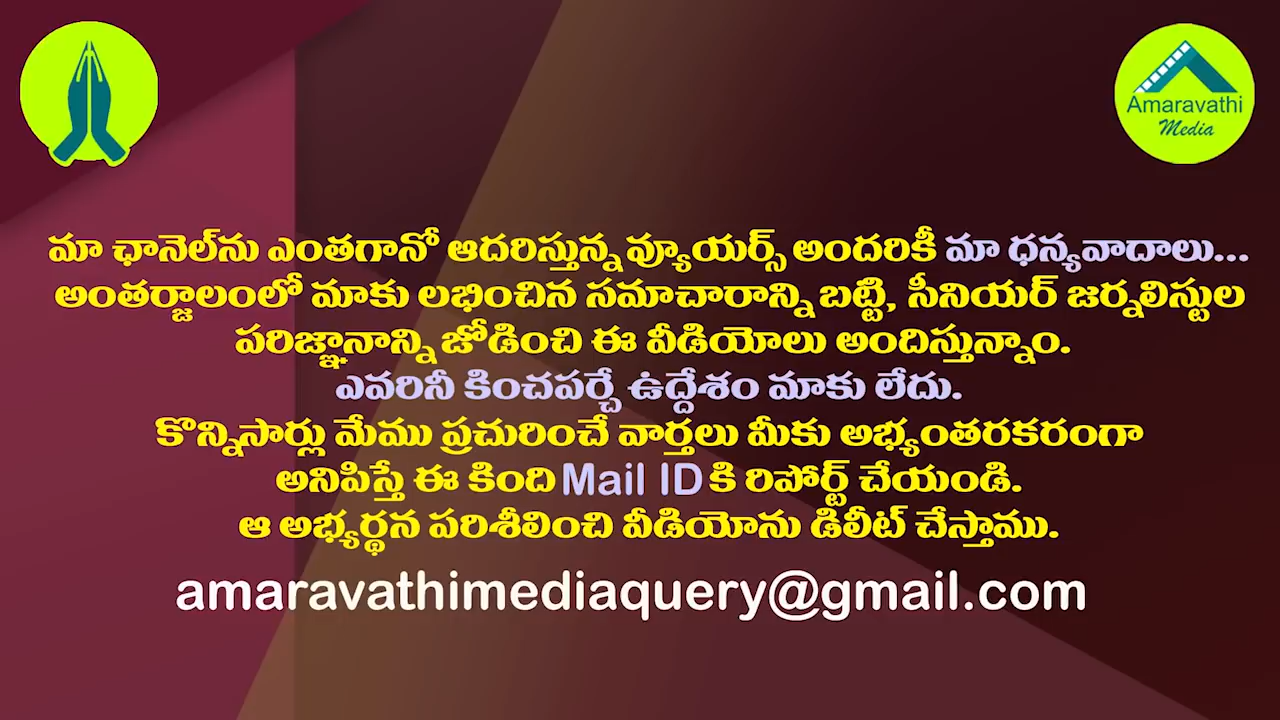 Amaravathi
Media
మా ఛానెల్‌ను ఎంతగానో ఆదరిస్తున్న వ్యూయర్స్ అందరికీ మా ధన్యవాదాలు...
అంతర్జాలంలో మాకు లభించిన సమాచారాన్ని బట్టి, సీనియర్ జర్నలిస్టుల
పరిజ్ఞానాన్ని జోడించి ఈ వీడియోలు అందిస్తున్నాం.
ఎవరినీ కించపర్చే ఉద్దేశం మాకు లేదు.
కొన్నిసార్లు మేము ప్రచురించే వార్తలు మీకు అభ్యంతరకరంగా
అనిపిస్తే ఈ కింది Mail ID కి రిపోర్ట్ చేయండి.
ఆ అభ్యర్థన పరిశీలించి వీడియోను డిలీట్ చేస్తాము.
amaravathimediaquery@gmail.com